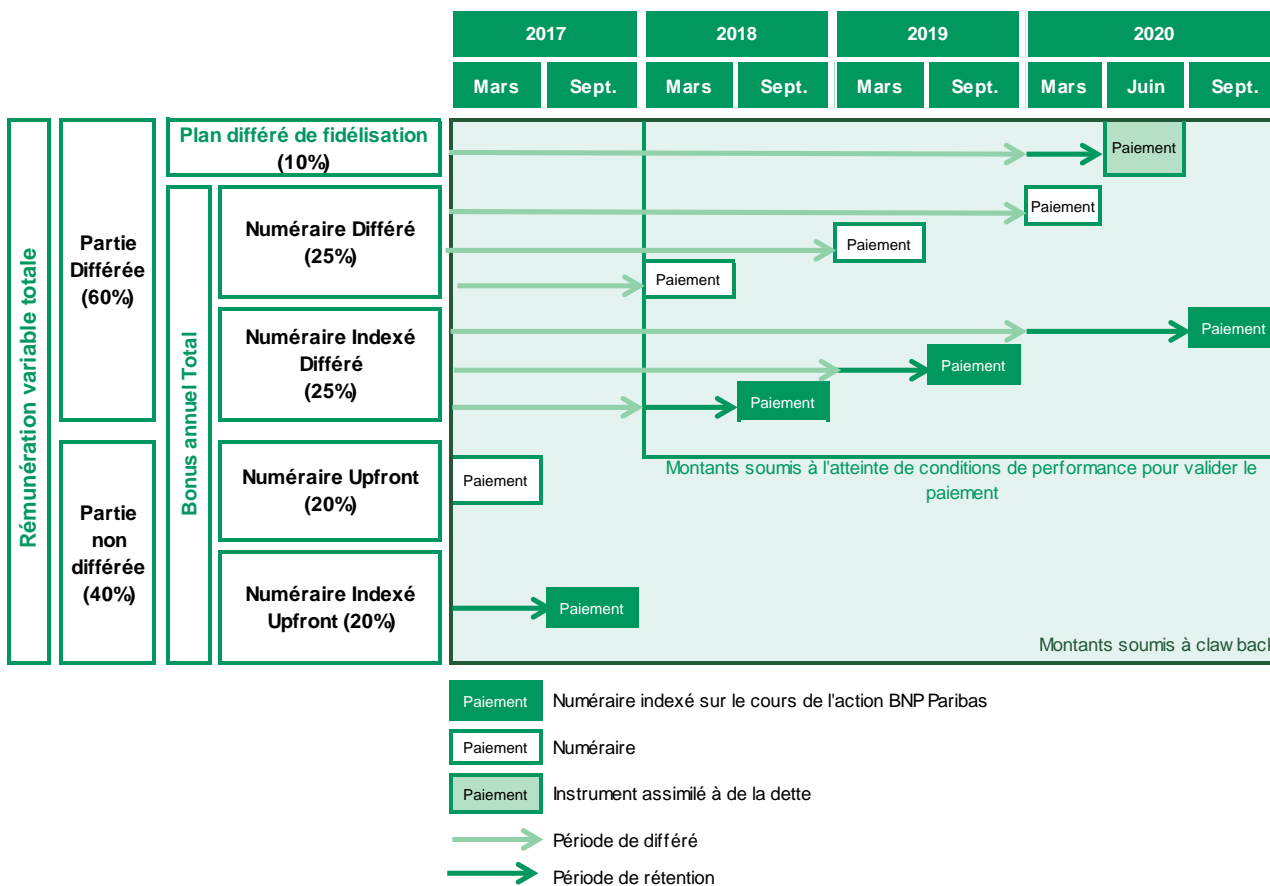 2017
2018
2019
2020
Mars
Sept.
Mars
Sept.
Mars
Sept.
Mars
Juin
Sept.
Rémunération variable totale
Partie
Différée
(60%)
Plan différé de fidélisation
(10%)
Paiement
Bonus annuel Total
Numéraire Différé
(25%)
Paiement
Paiement
Paiement
Numéraire Indexé
Différé
(25%)
Paiement
Paiement
Paiement
Partie
non
différée
(40%)
Numéraire Upfront
(20%)
Paiement
Montants soumis à l'atteinte de conditions de performance pour valider le
paiement
Numéraire Indexé
Upfront (20%)
Paiement
Montants soumis à claw back
Paiement
Numéraire indexé sur le cours de l'action BNP Paribas
Paiement
Numéraire
Paiement
Instrument assimilé à de la dette
Période de différé
Période de rétention